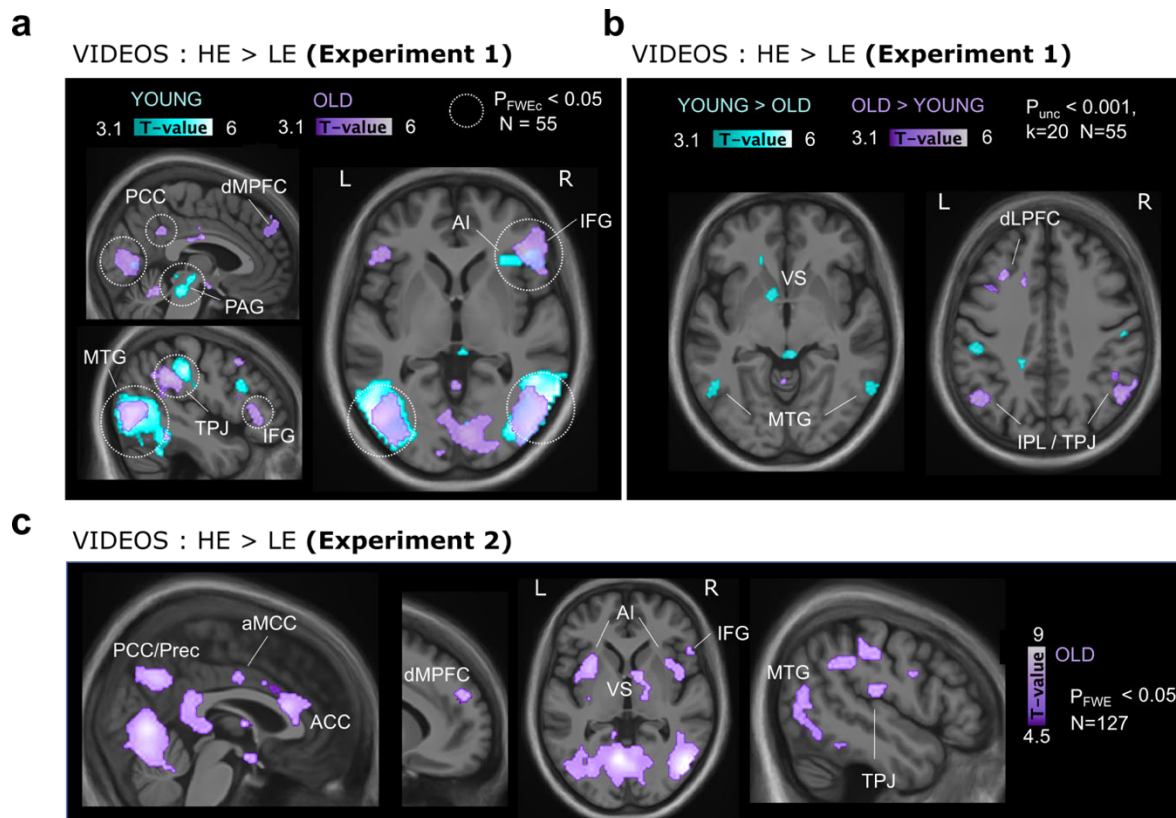 a
VIDEOS : HE > LE (Experiment 1)
YOUNG
3.1 T-value 6
OLD
3.1 T-value 6
PFWEc < 0.05
N = 55
PCC
dMPFC
PAG
MTG
TPJ
IFG
L
R
AI
IFG
b
VIDEOS : HE > LE (Experiment 1)
YOUNG > OLD
3.1 T-value 6
OLD > YOUNG
3.1 T-value 6
Punc < 0.001,
k=20 N=55
VS
MTG
L
R
dLPFC
IPL / TPJ
c
VIDEOS : HE > LE (Experiment 2)
PCC/Prec
aMCC
ACC
dMPFC
L
R
AI
IFG
VS
MTG
TPJ
9
T-value
4.5
OLD
PFWE < 0.05
N=127